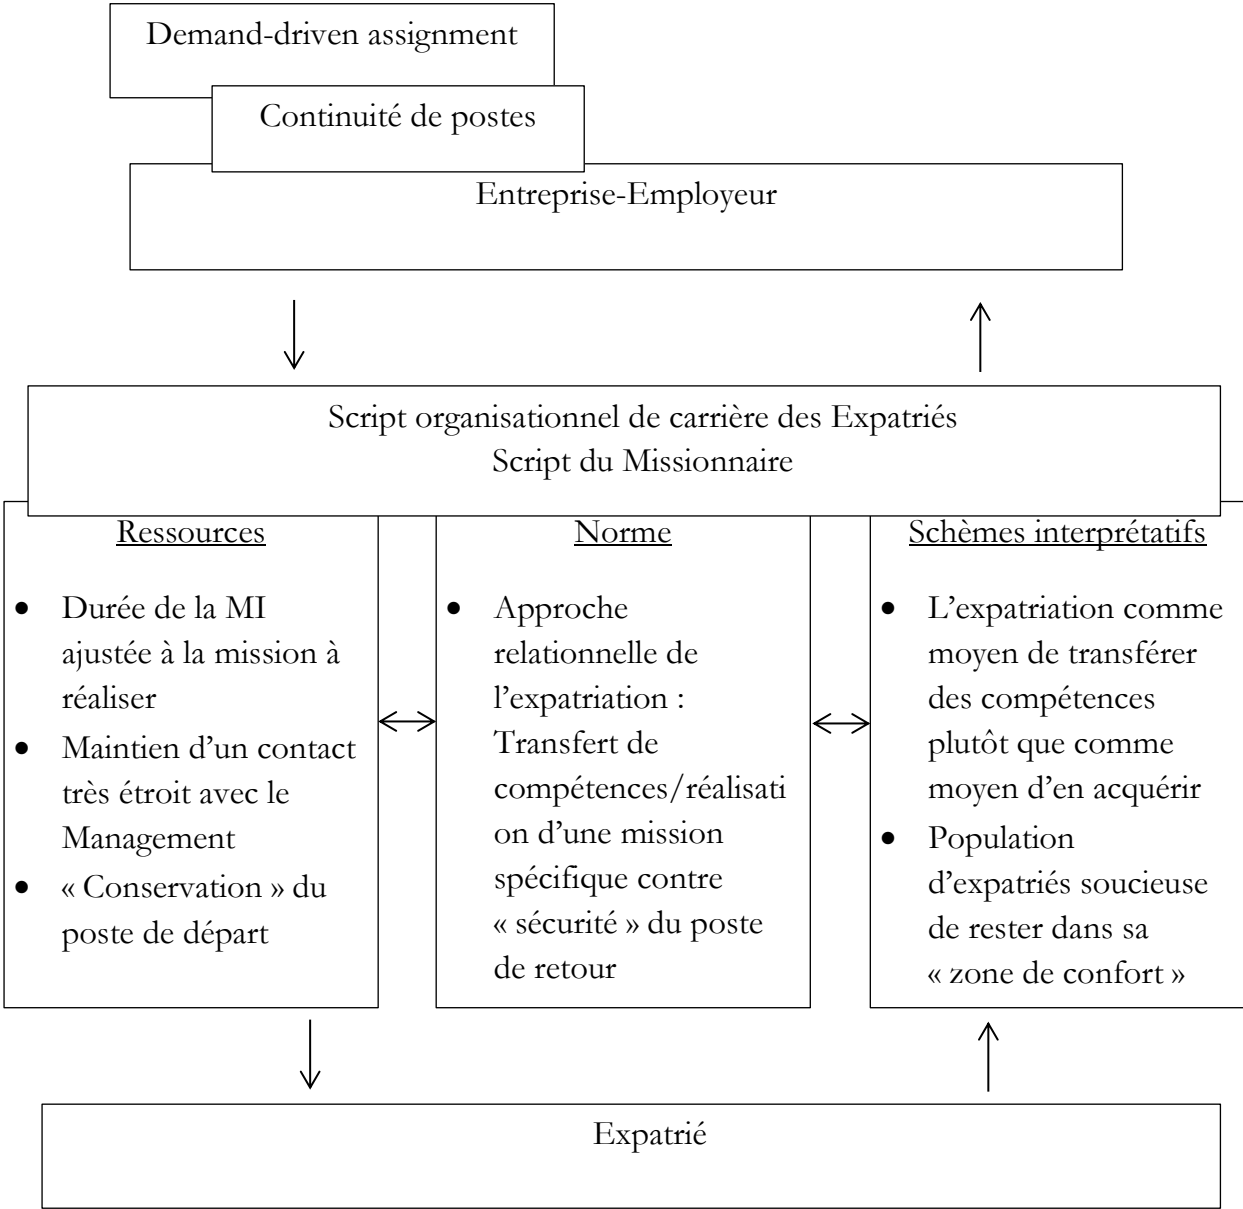 Demand-driven assignment
Continuité de postes
Entreprise-Employeur
Script organisationnel de carrière des Expatriés
Script du Missionnaire
Ressources
• Durée de la MI
ajustée à la mission à
réaliser
• Maintien d’un contact
très étroit avec le
Management
• « Conservation » du
poste de départ
Norme
• Approche
relationnelle de
l’expatriation :
Transfert de
compétences/réalisati
on d’une mission
spécifique contre
« sécurité » du poste
de retour
Schèmes interprétatifs
• L’expatriation comme
moyen de transférer
des compétences
plutôt que comme
moyen d’en acquérir
• Population
d’expatriés soucieuse
de rester dans sa
« zone de confort »
Expatrié